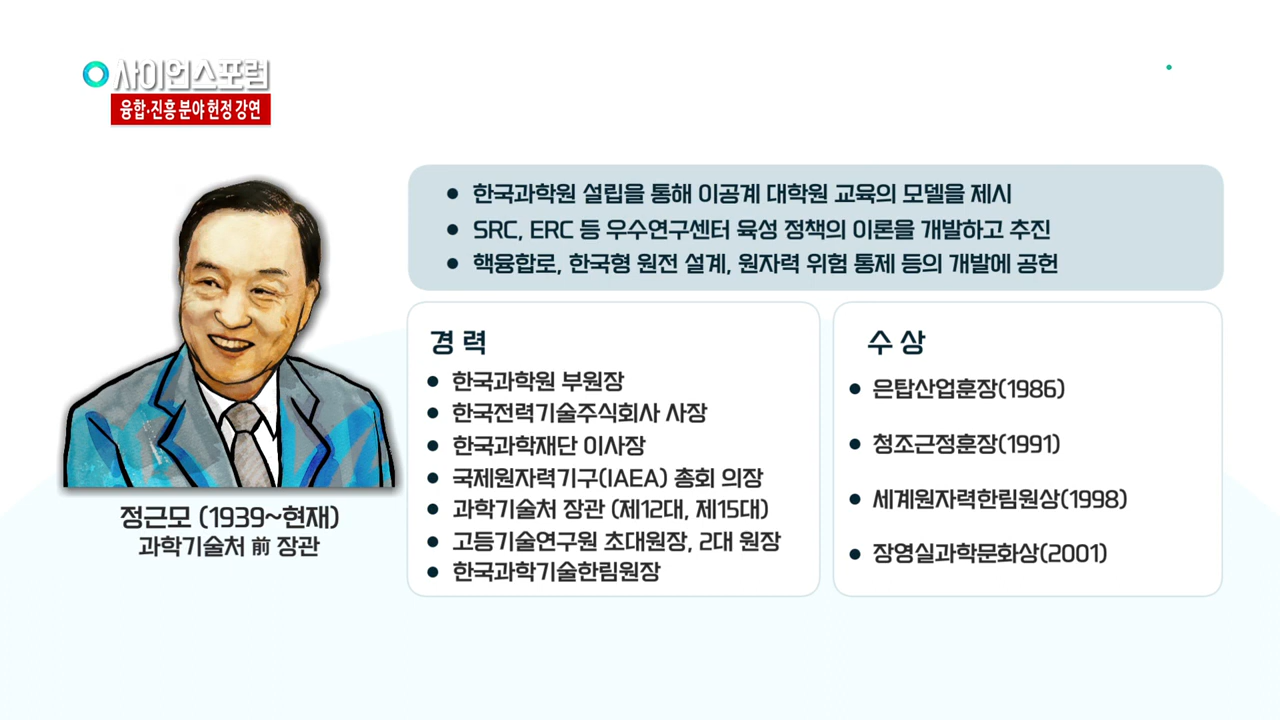 사이언스포럼
융합·진흥 분야 헌정 강연
• 한국과학원 설립을 통해 이공계 대학원 교육의 모델을 제시
• SRC, ERC 등 우수연구센터 육성 정책의 이론을 개발하고 추진
• 핵융합로, 한국형 원전 설계, 원자력 위험 통제 등의 개발에 공헌
정근모 (1939~현재)
과학기술처 前 장관
경 력
• 한국과학원 부원장
• 한국전력기술주식회사 사장
• 한국과학재단 이사장
• 국제원자력기구(IAEA) 총회 의장
• 과학기술처 장관 (제12대, 제15대)
• 고등기술연구원 초대원장, 2대 원장
• 한국과학기술한림원장
수 상
• 은탑산업훈장(1986)
• 청조근정훈장(1991)
• 세계원자력한림원상(1998)
• 장영실과학문화상(2001)